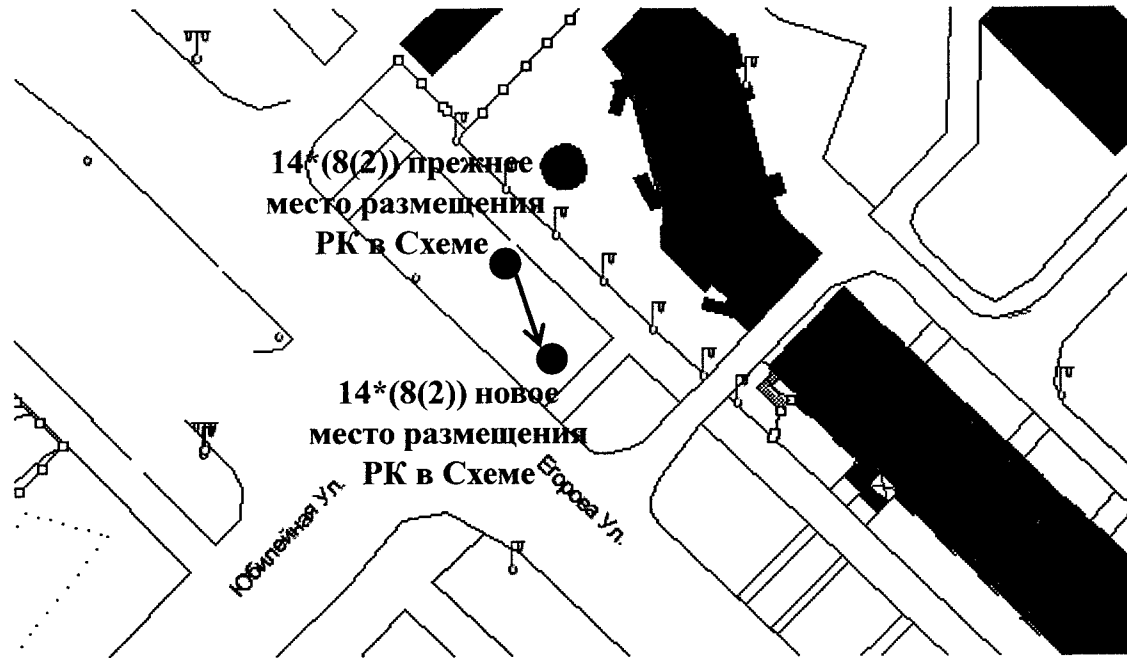 14*(8(2)) прежнее
место размещения
РК в Схеме
14*(8(2)) новое
место размещения
РК в Схеме
Юбилейная Ул.
Егорова Ул.